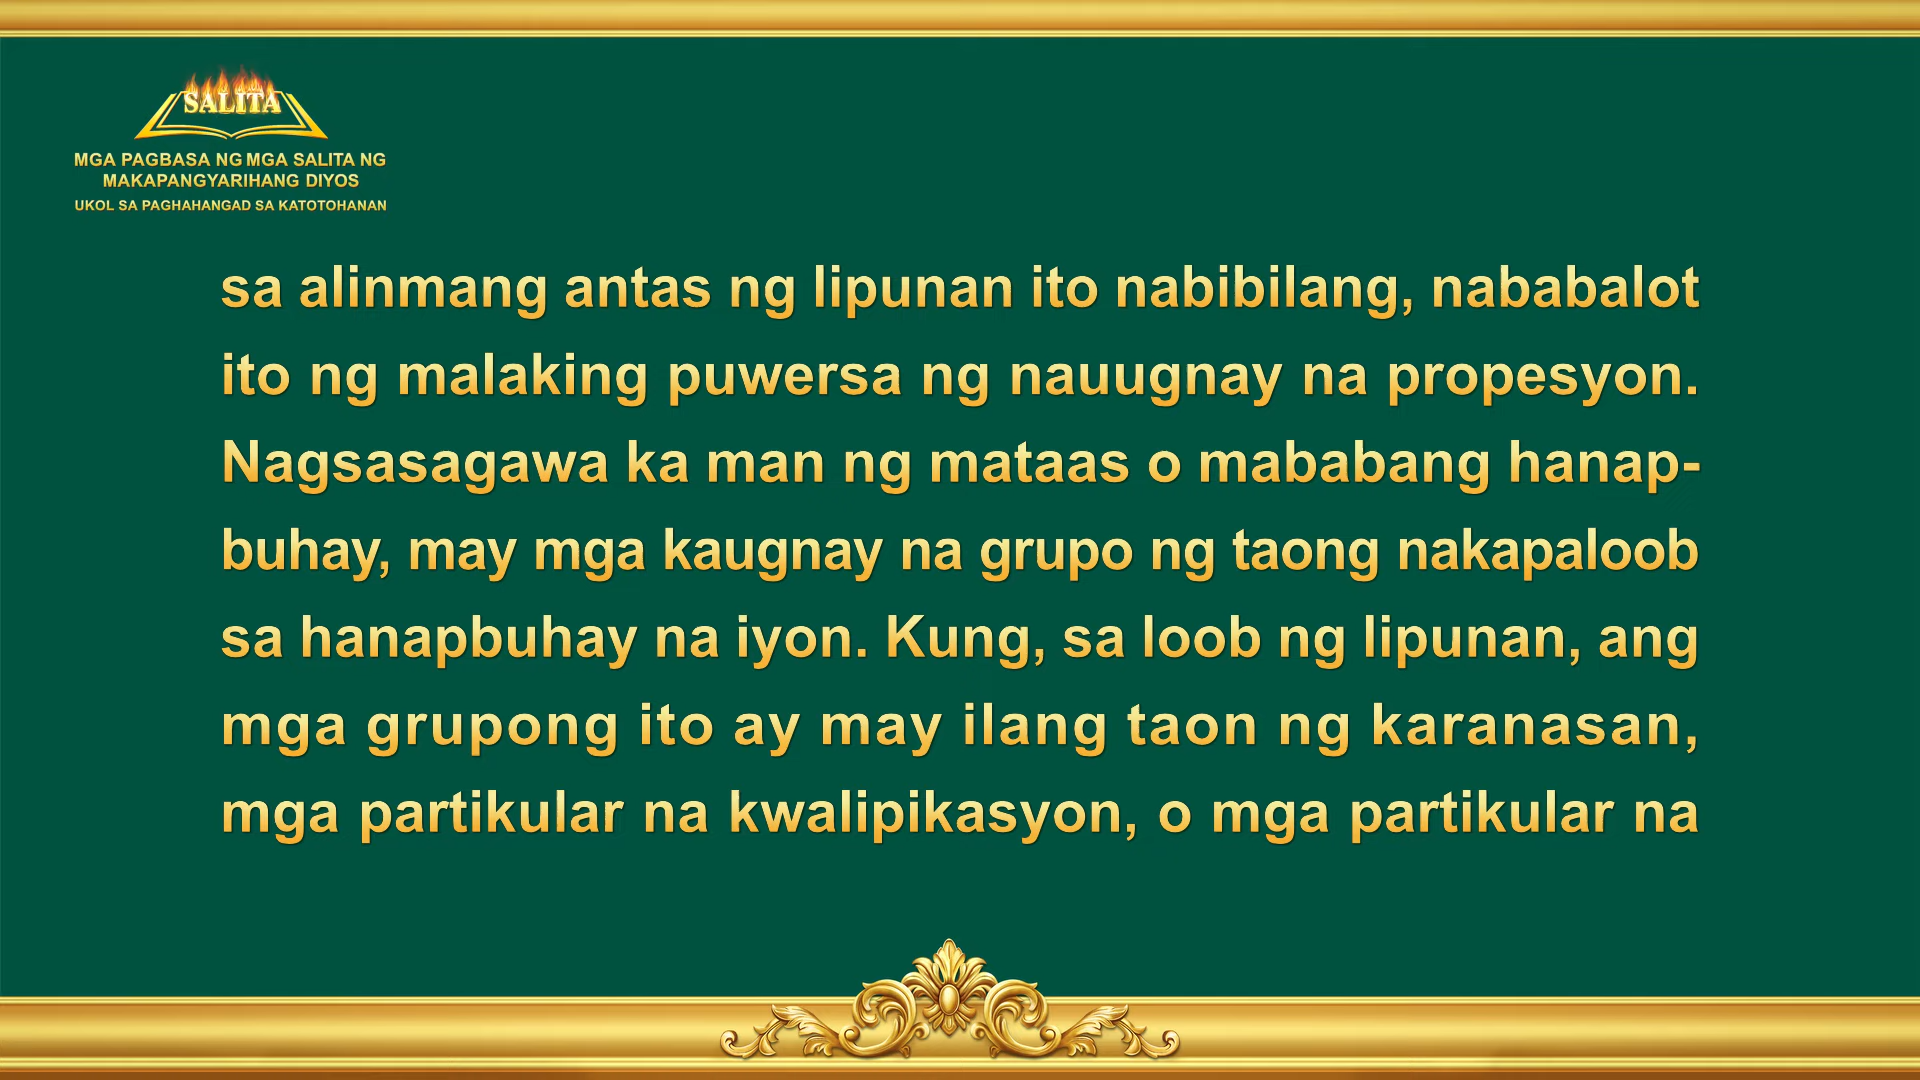 SALITA
MGA PAGBASA NG MGA SALITA NG
MAKAPANGYARIHANG DIYOS
UKOL SA PAGHAHANGAD SA KATOTOHANAN
sa alinmang antas ng lipunan ito nabibilang, nababalot
ito ng malaking puwersa ng nauugnay na propesyon.
Nagsasagawa ka man ng mataas o mababang hanap-
buhay, may mga kaugnay na grupo ng taong nakapaloob
sa hanapbuhay na iyon. Kung, sa loob ng lipunan, ang
mga grupong ito ay may ilang taon ng karanasan,
mga partikular na kwalipikasyon, o mga partikular na